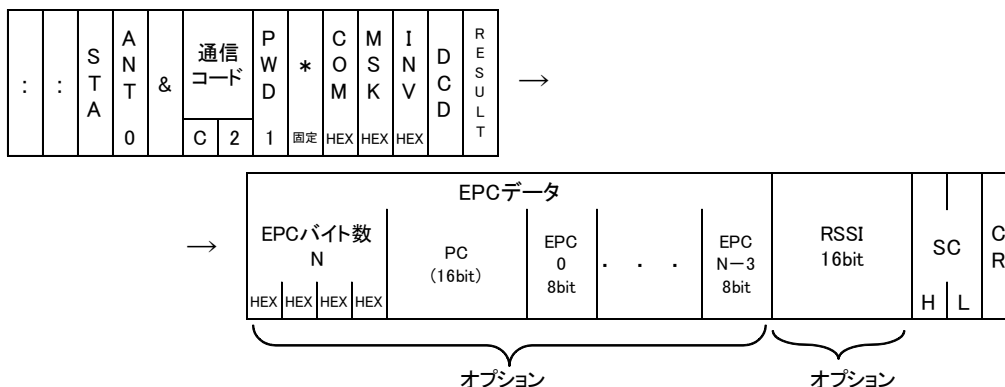 : : STA ANT 0 & 通信コード C 2 PWD 1 * 固定 COM HEX MSK HEX INV HEX DCD RESULT →
→ EPCデータ
EPCバイト数 N HEX HEX HEX HEX PC (16bit) EPC 0 8bit . . . EPC N－3 8bit RSSI 16bit SC H L CR
オプション オプション